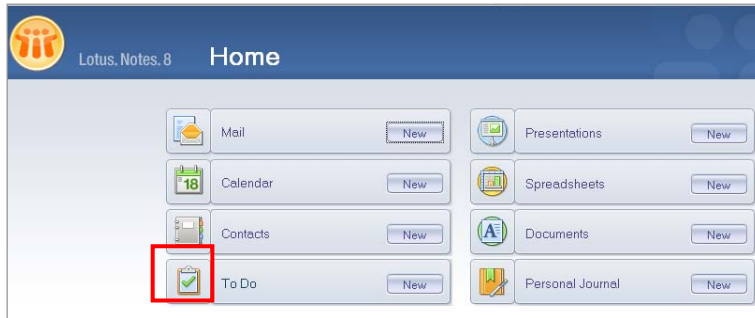 Lotus. Notes. 8 Home
Mail New
Presentations New
18 Calendar New
Spreadsheets New
Contacts New
A Documents New
To Do New
Personal Journal New